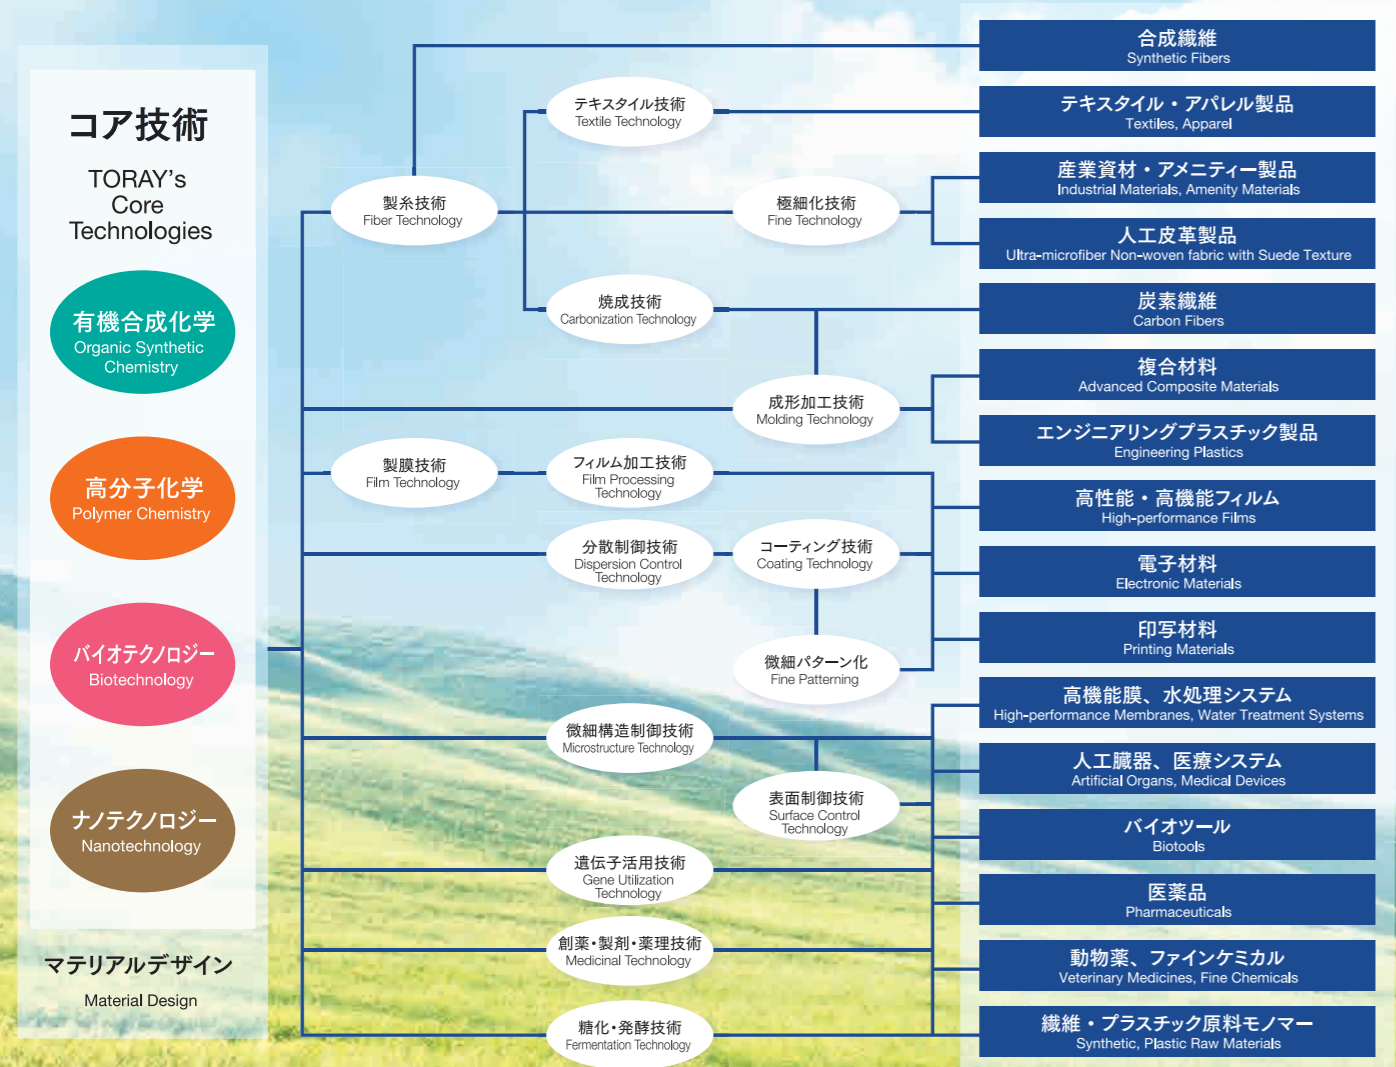 コア技術
TORAY's
Core
Technologies
有機合成化学
Organic Synthetic
Chemistry
高分子化学
Polymer Chemistry
バイオテクノロジー
Biotechnology
ナノテクノロジー
Nanotechnology
マテリアルデザイン
Material Design
製糸技術
Fiber Technology
製膜技術
Film Technology
テキスタイル技術
Textile Technology
焼成技術
Carbonization Technology
フィルム加工技術
Film Processing
Technology
分散制御技術
Dispersion Control
Technology
微細構造制御技術
Microstructure Technology
遺伝子活用技術
Gene Utilization
Technology
創薬・製剤・薬理技術
Medicinal Technology
糖化・発酵技術
Fermentation Technology
極細化技術
Fine Technology
成形加工技術
Molding Technology
コーティング技術
Coating Technology
微細パターン化
Fine Patterning
表面制御技術
Surface Control
Technology
合成繊維
Synthetic Fibers
テキスタイル・アパレル製品
Textiles, Apparel
産業資材・アメニティー製品
Industrial Materials, Amenity Materials
人工皮革製品
Ultra-microfiber Non-woven fabric with Suede Texture
炭素繊維
Carbon Fibers
複合材料
Advanced Composite Materials
エンジニアリングプラスチック製品
Engineering Plastics
高性能・高機能フィルム
High-performance Films
電子材料
Electronic Materials
印写材料
Printing Materials
高機能膜、水処理システム
High-performance Membranes, Water Treatment Systems
人工臓器、医療システム
Artificial Organs, Medical Devices
バイオツール
Biotools
医薬品
Pharmaceuticals
動物薬、ファインケミカル
Veterinary Medicines, Fine Chemicals
繊維・プラスチック原料モノマー
Synthetic, Plastic Raw Materials